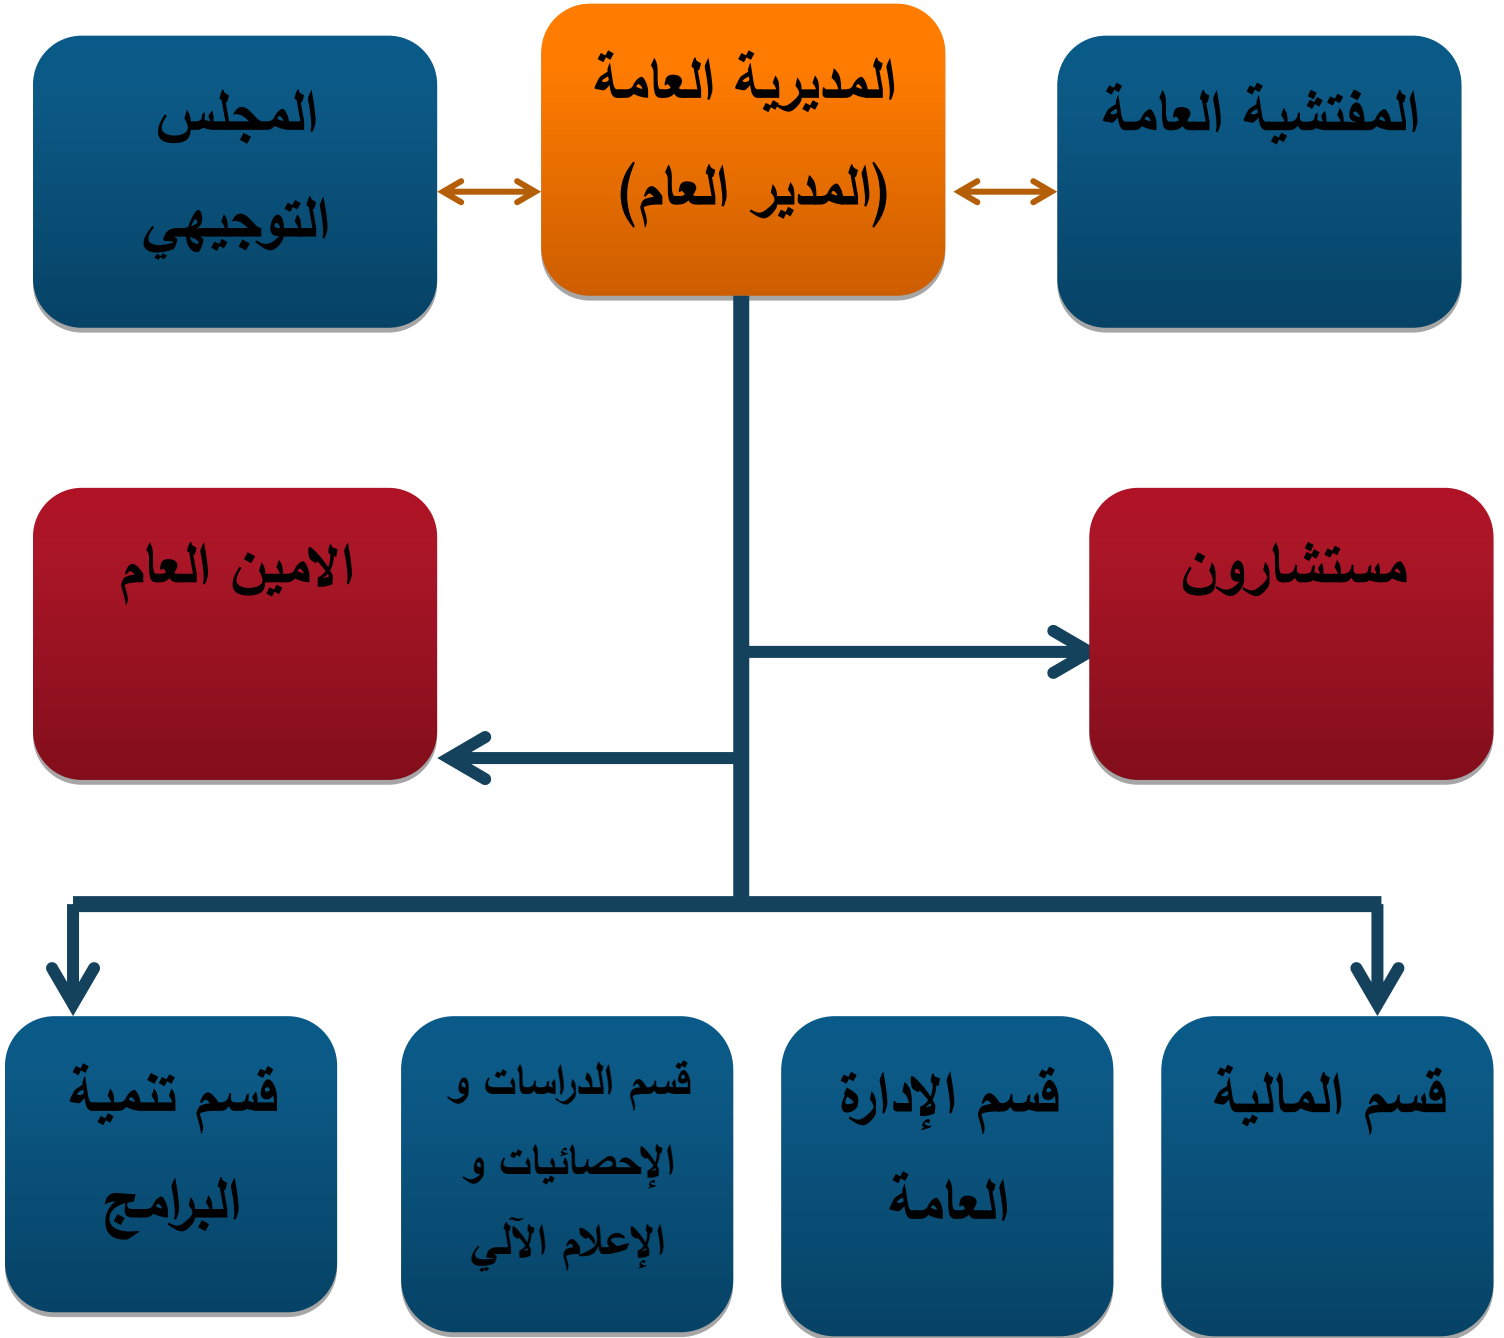 المفتشية العامة
المديرية العامة
(المدير العام)
المجلس
التوجيهي
مستشارون
الامين العام
قسم المالية
قسم الإدارة
العامة
قسم الدراسات و
الإحصائيات و
الإعلام الآلي
قسم تنمية
البرامج